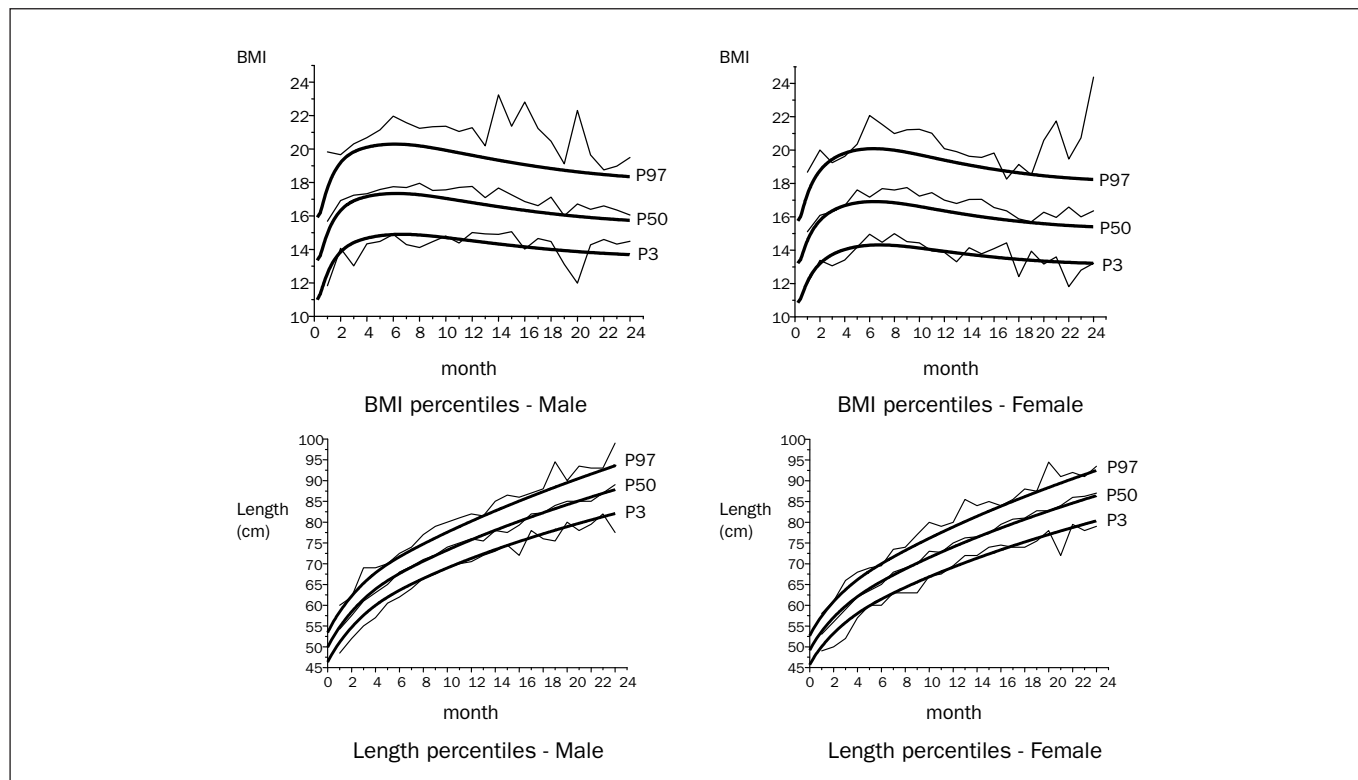 BMI
24
22
20
18
16
14
12
10
P97
P50
P3
0 2 4 6 8 10 12 14 16 18 20 22 24
month
BMI percentiles - Male
BMI
24
22
20
18
16
14
12
10
P97
P50
P3
0 2 4 6 8 10 12 14 16 18 20 22 24
month
BMI percentiles - Female
Length
(cm)
100
95
90
85
80
75
70
65
60
55
50
45
P97
P50
P3
0 2 4 6 8 10 12 14 16 18 20 22 24
month
Length percentiles - Male
Length
(cm)
100
95
90
85
80
75
70
65
60
55
50
45
P97
P50
P3
0 2 4 6 8 10 12 14 16 18 20 22 24
month
Length percentiles - Female